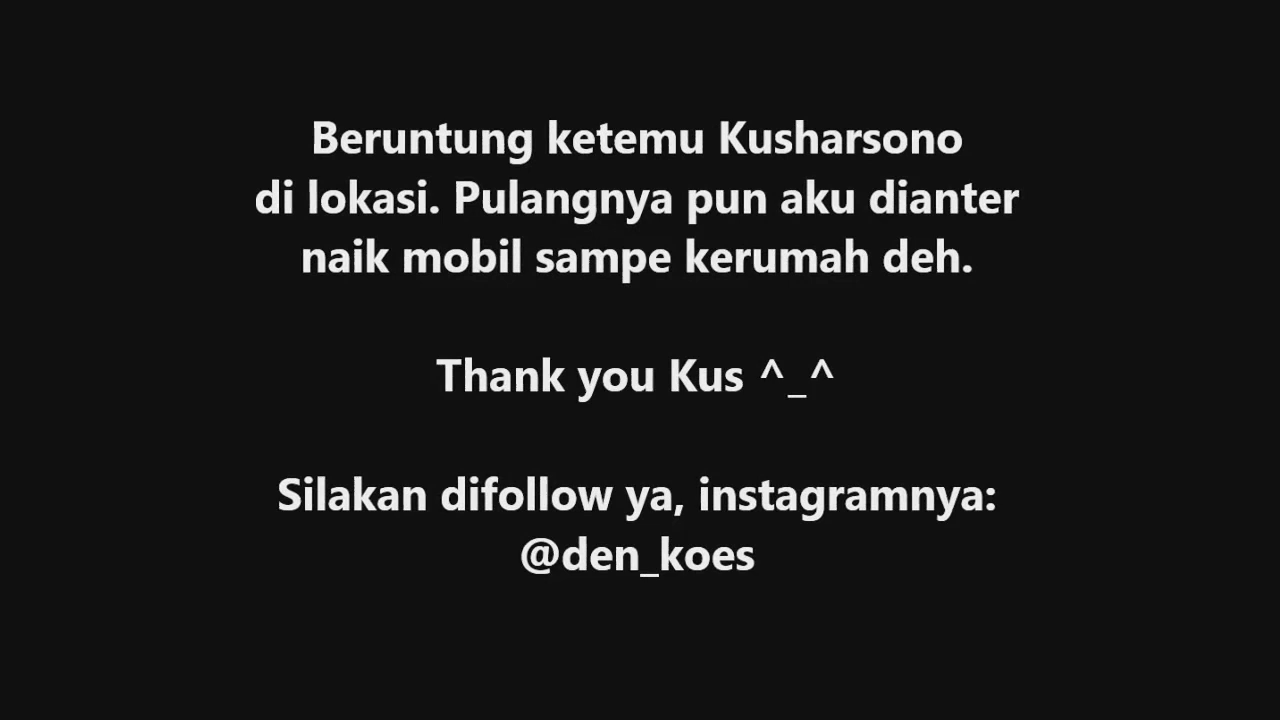 Beruntung ketemu Kusharsono
di lokasi. Pulangnya pun aku dianter
naik mobil sampe kerumah deh.
Thank you Kus ^_^
Silakan difollow ya, instagramnya:
@den_koes